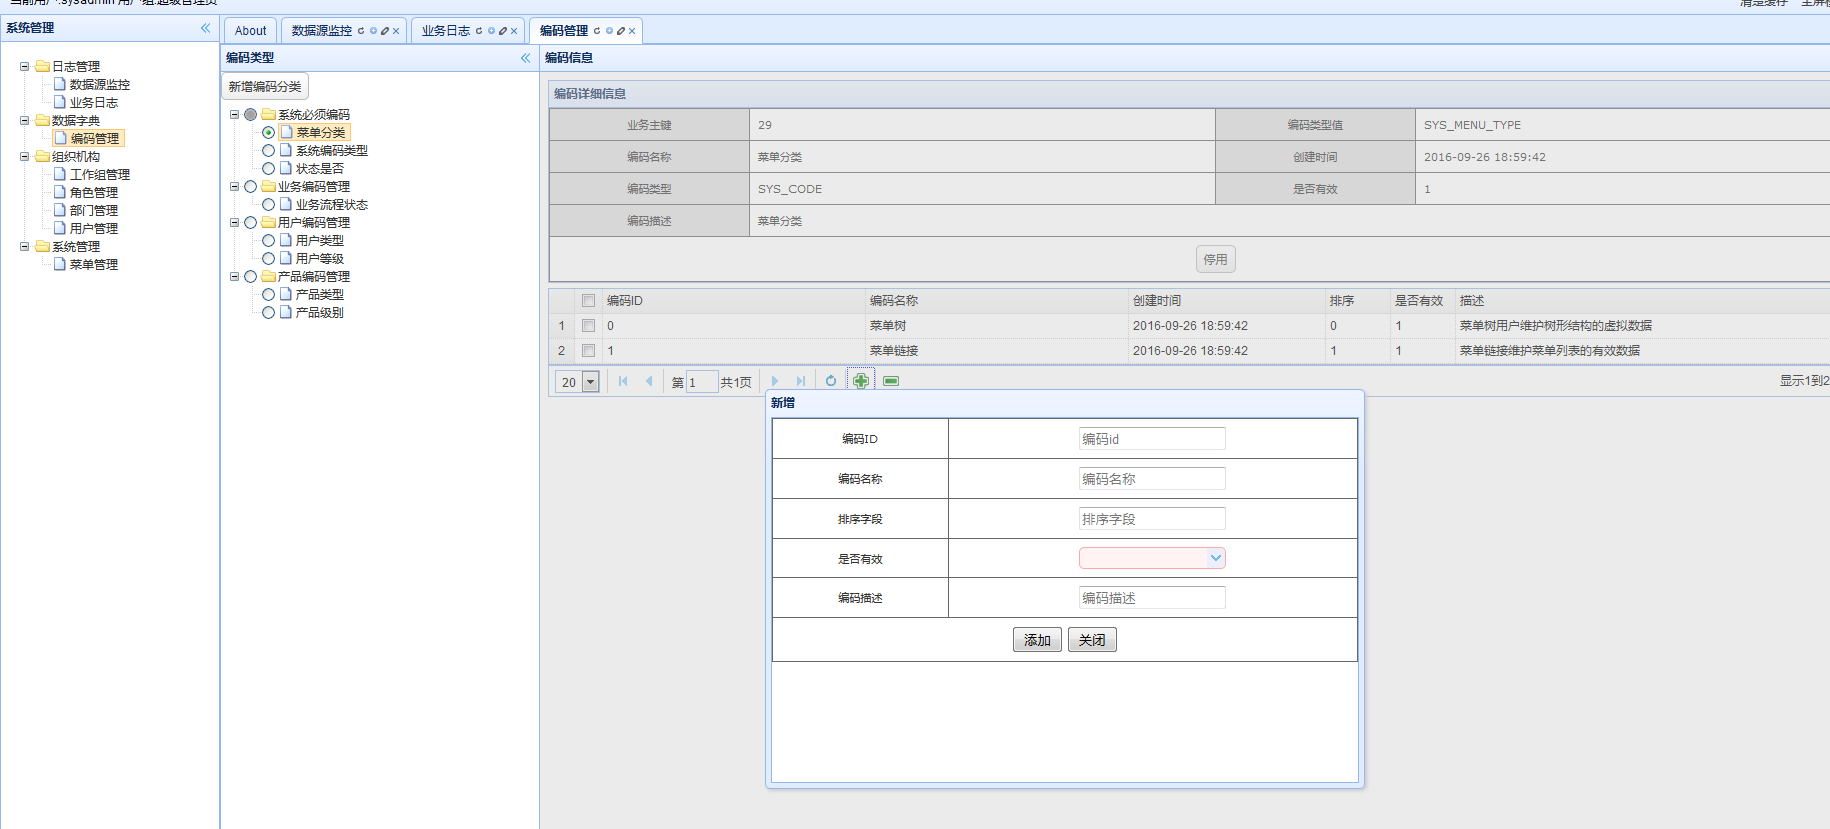 当前用户:sysadmin 用户组:超级管理员
系统管理
日志管理
数据源监控
业务日志
数据字典
编码管理
组织机构
工作组管理
角色管理
部门管理
用户管理
系统管理
菜单管理
About 数据源监控 业务日志 编码管理
编码类型
新增编码分类
系统必须编码
菜单分类
系统编码类型
状态是否
业务编码管理
业务流程状态
用户编码管理
用户类型
用户等级
产品编码管理
产品类型
产品级别
编码信息
编码详细信息
业务主键 29 编码类型值 SYS_MENU_TYPE
编码名称 菜单分类 创建时间 2016-09-26 18:59:42
编码类型 SYS_CODE 是否有效 1
编码描述 菜单分类
停用
编码ID 编码名称 创建时间 排序 是否有效 描述
1 0 菜单树 2016-09-26 18:59:42 0 1 菜单树用户维护树形结构的虚拟数据
2 1 菜单链接 2016-09-26 18:59:42 1 1 菜单链接维护菜单列表的有效数据
20 第 1 共1页 显示1到2
新增
编码ID 编码id
编码名称 编码名称
排序字段 排序字段
是否有效
编码描述 编码描述
添加 关闭